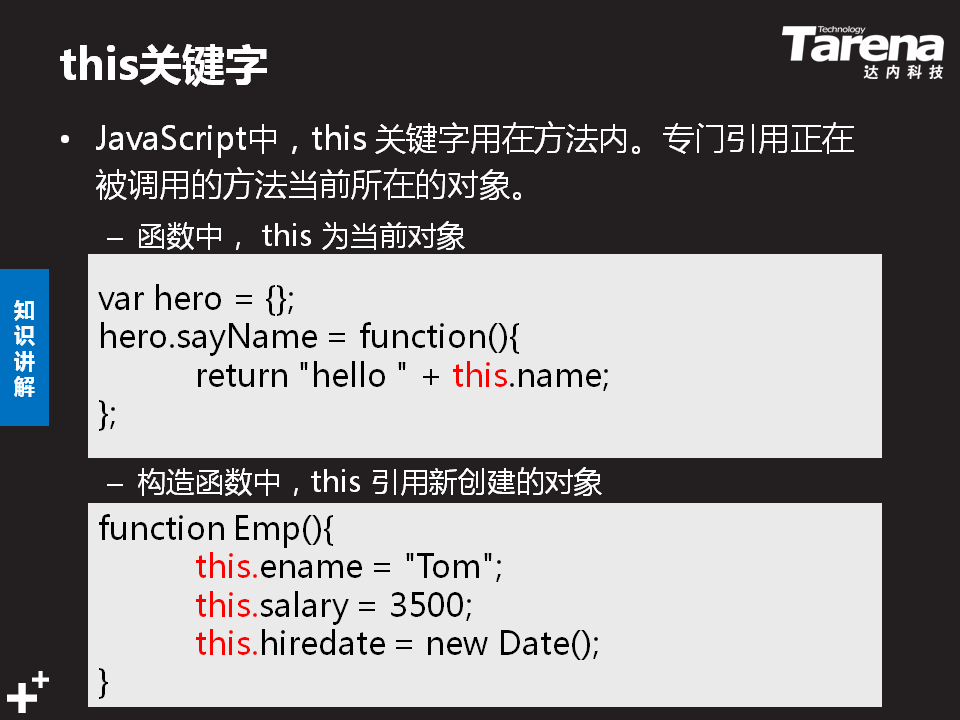 this关键字
Technology
Tarena
达内科技
• JavaScript中，this 关键字用在方法内。专门引用正在
被调用的方法当前所在的对象。
– 函数中， this 为当前对象
var hero = {};
hero.sayName = function(){
return "hello " + this.name;
};
知识讲解
– 构造函数中，this 引用新创建的对象
function Emp(){
this.ename = "Tom";
this.salary = 3500;
this.hiredate = new Date();
}